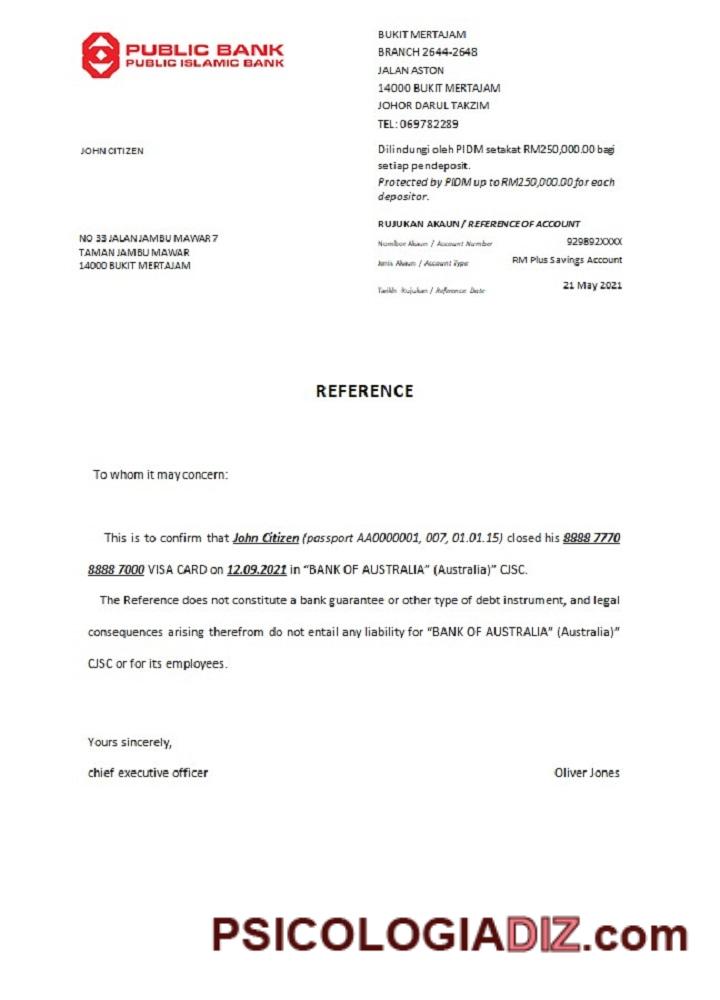 PUBLIC BANK
PUBLIC ISLAMIC BANK
BUKIT MERTAJAM
BRANCH 2644-2648
JALAN ASTON
14000 BUKIT MERTAJAM
JOHOR DARUL TAKZIM
TEL: 069782289
JOHN CITIZEN
Dilindungi oleh PIDM setakat RM250,000.00 bagi
setiap pendeposit.
Protected by PIDM up to RM250,000.00 for each
depositor.
NO 33 JALAN JAMBU MAWAR 7
TAMAN JAMBU MAWAR
14000 BUKIT MERTAJAM
RUJUKAN AKAUN / REFERENCE OF ACCOUNT
Nombor Akaun / Account Number 929892XXXX
Jenis Akaun / Account Type RM Plus Savings Account
Tarikh Rujukan / Reference Date 21 May 2021
REFERENCE
To whom it may concern:
This is to confirm that John Citizen (passport AA0000001, 007, 01.01.15) closed his 8888 7770
8888 7000 VISA CARD on 12.09.2021 in “BANK OF AUSTRALIA” (Australia)” CJSC.
The Reference does not constitute a bank guarantee or other type of debt instrument, and legal
consequences arising therefrom do not entail any liability for “BANK OF AUSTRALIA” (Australia)”
CJSC or for its employees.
Yours sincerely,
chief executive officer Oliver Jones
PSICOLOGIADIZ.com